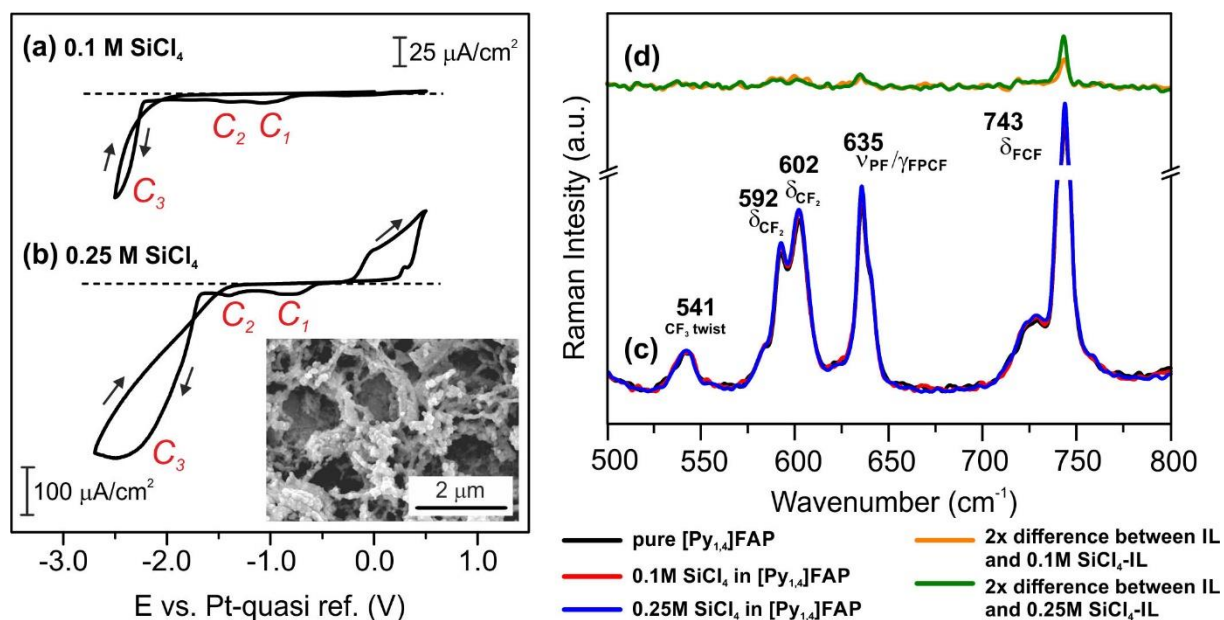 (a) 0.1 M SiCl₄
25 μA/cm²
C₂ C₁
C₃
(b) 0.25 M SiCl₄
C₂ C₁
C₃
100 μA/cm²
2 μm
-3.0 -2.0 -1.0 0.0 1.0
E vs. Pt-quasi ref. (V)
(d)
743
δFCF
635
νPF/γFPCF
602
δCF₂
592
δCF₂
541
CF₃ twist
(c)
Raman Intesity (a.u.)
500 550 600 650 700 750 800
Wavenumber (cm⁻¹)
pure [Py₁,₄]FAP
0.1M SiCl₄ in [Py₁,₄]FAP
0.25M SiCl₄ in [Py₁,₄]FAP
2x difference between IL
and 0.1M SiCl₄-IL
2x difference between IL
and 0.25M SiCl₄-IL